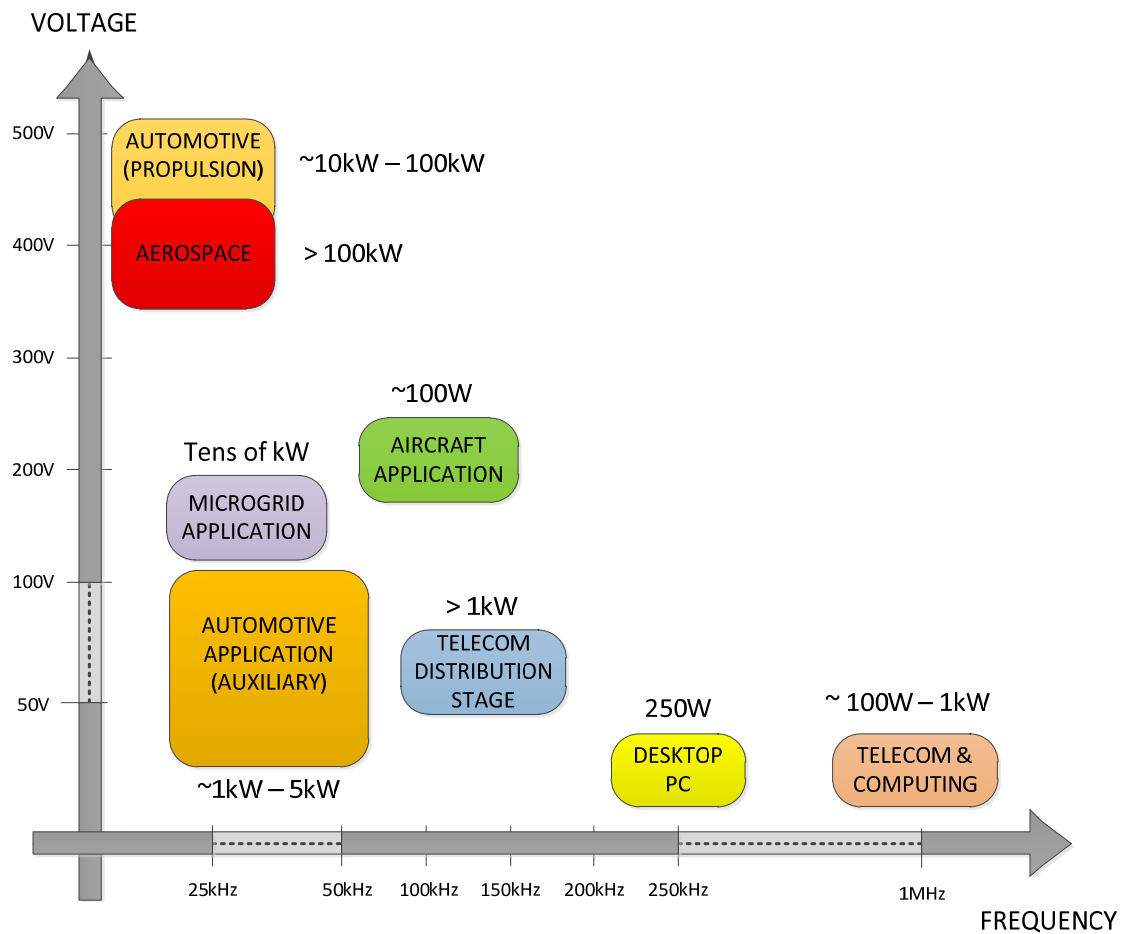 VOLTAGE
500V
AUTOMOTIVE
(PROPULSION)
~10kW – 100kW
400V
AEROSPACE
> 100kW
300V
~100W
AIRCRAFT
APPLICATION
200V
Tens of kW
MICROGRID
APPLICATION
100V
AUTOMOTIVE
APPLICATION
(AUXILIARY)
~1kW – 5kW
> 1kW
TELECOM
DISTRIBUTION
STAGE
50V
250W
DESKTOP
PC
~ 100W – 1kW
TELECOM &
COMPUTING
25kHz
50kHz
100kHz
150kHz
200kHz
250kHz
1MHz
FREQUENCY